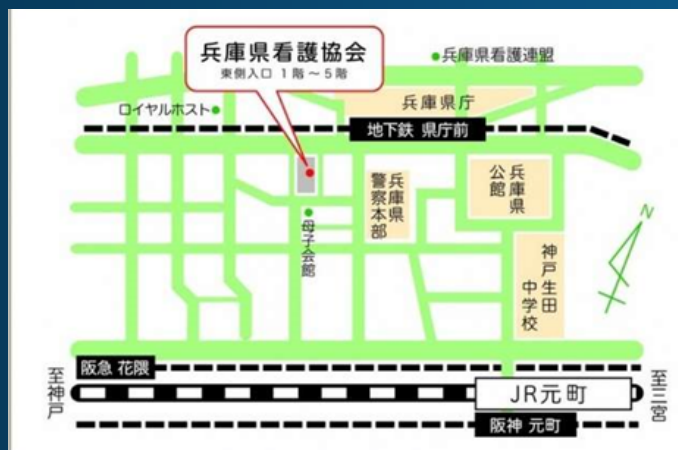 兵庫県看護協会
東側入口 1階～5階
兵庫県看護連盟
兵庫県庁
ロイヤルホスト
地下鉄 県庁前
兵庫県
公館
兵庫県
警察本部
母子会館
N
神戸生田
中学校
阪急 花隈
至神戸
JR元町
至三宮
阪神 元町